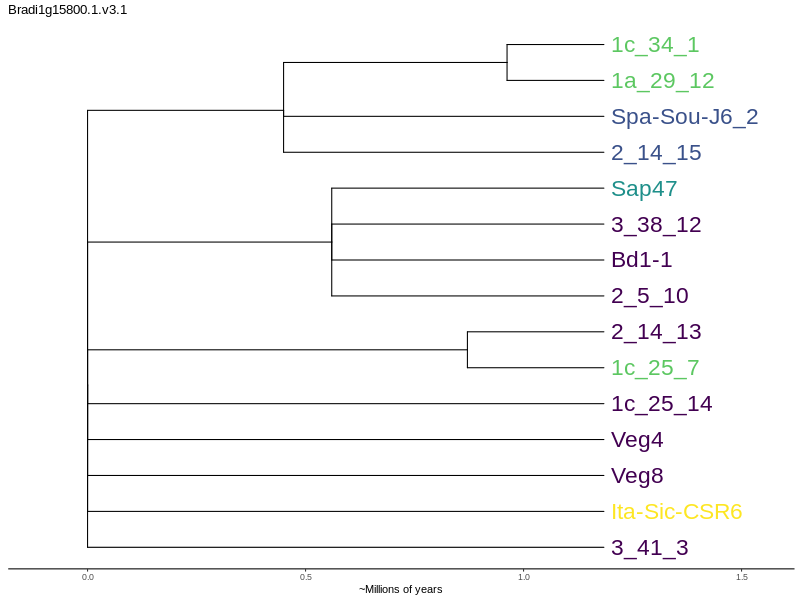 Bradi1g15800.1.v3.1
1c_34_1
1a_29_12
Spa-Sou-J6_2
2_14_15
Sap47
3_38_12
Bd1-1
2_5_10
2_14_13
1c_25_7
1c_25_14
Veg4
Veg8
Ita-Sic-CSR6
3_41_3
0.0 0.5 1.0 1.5
~Millions of years